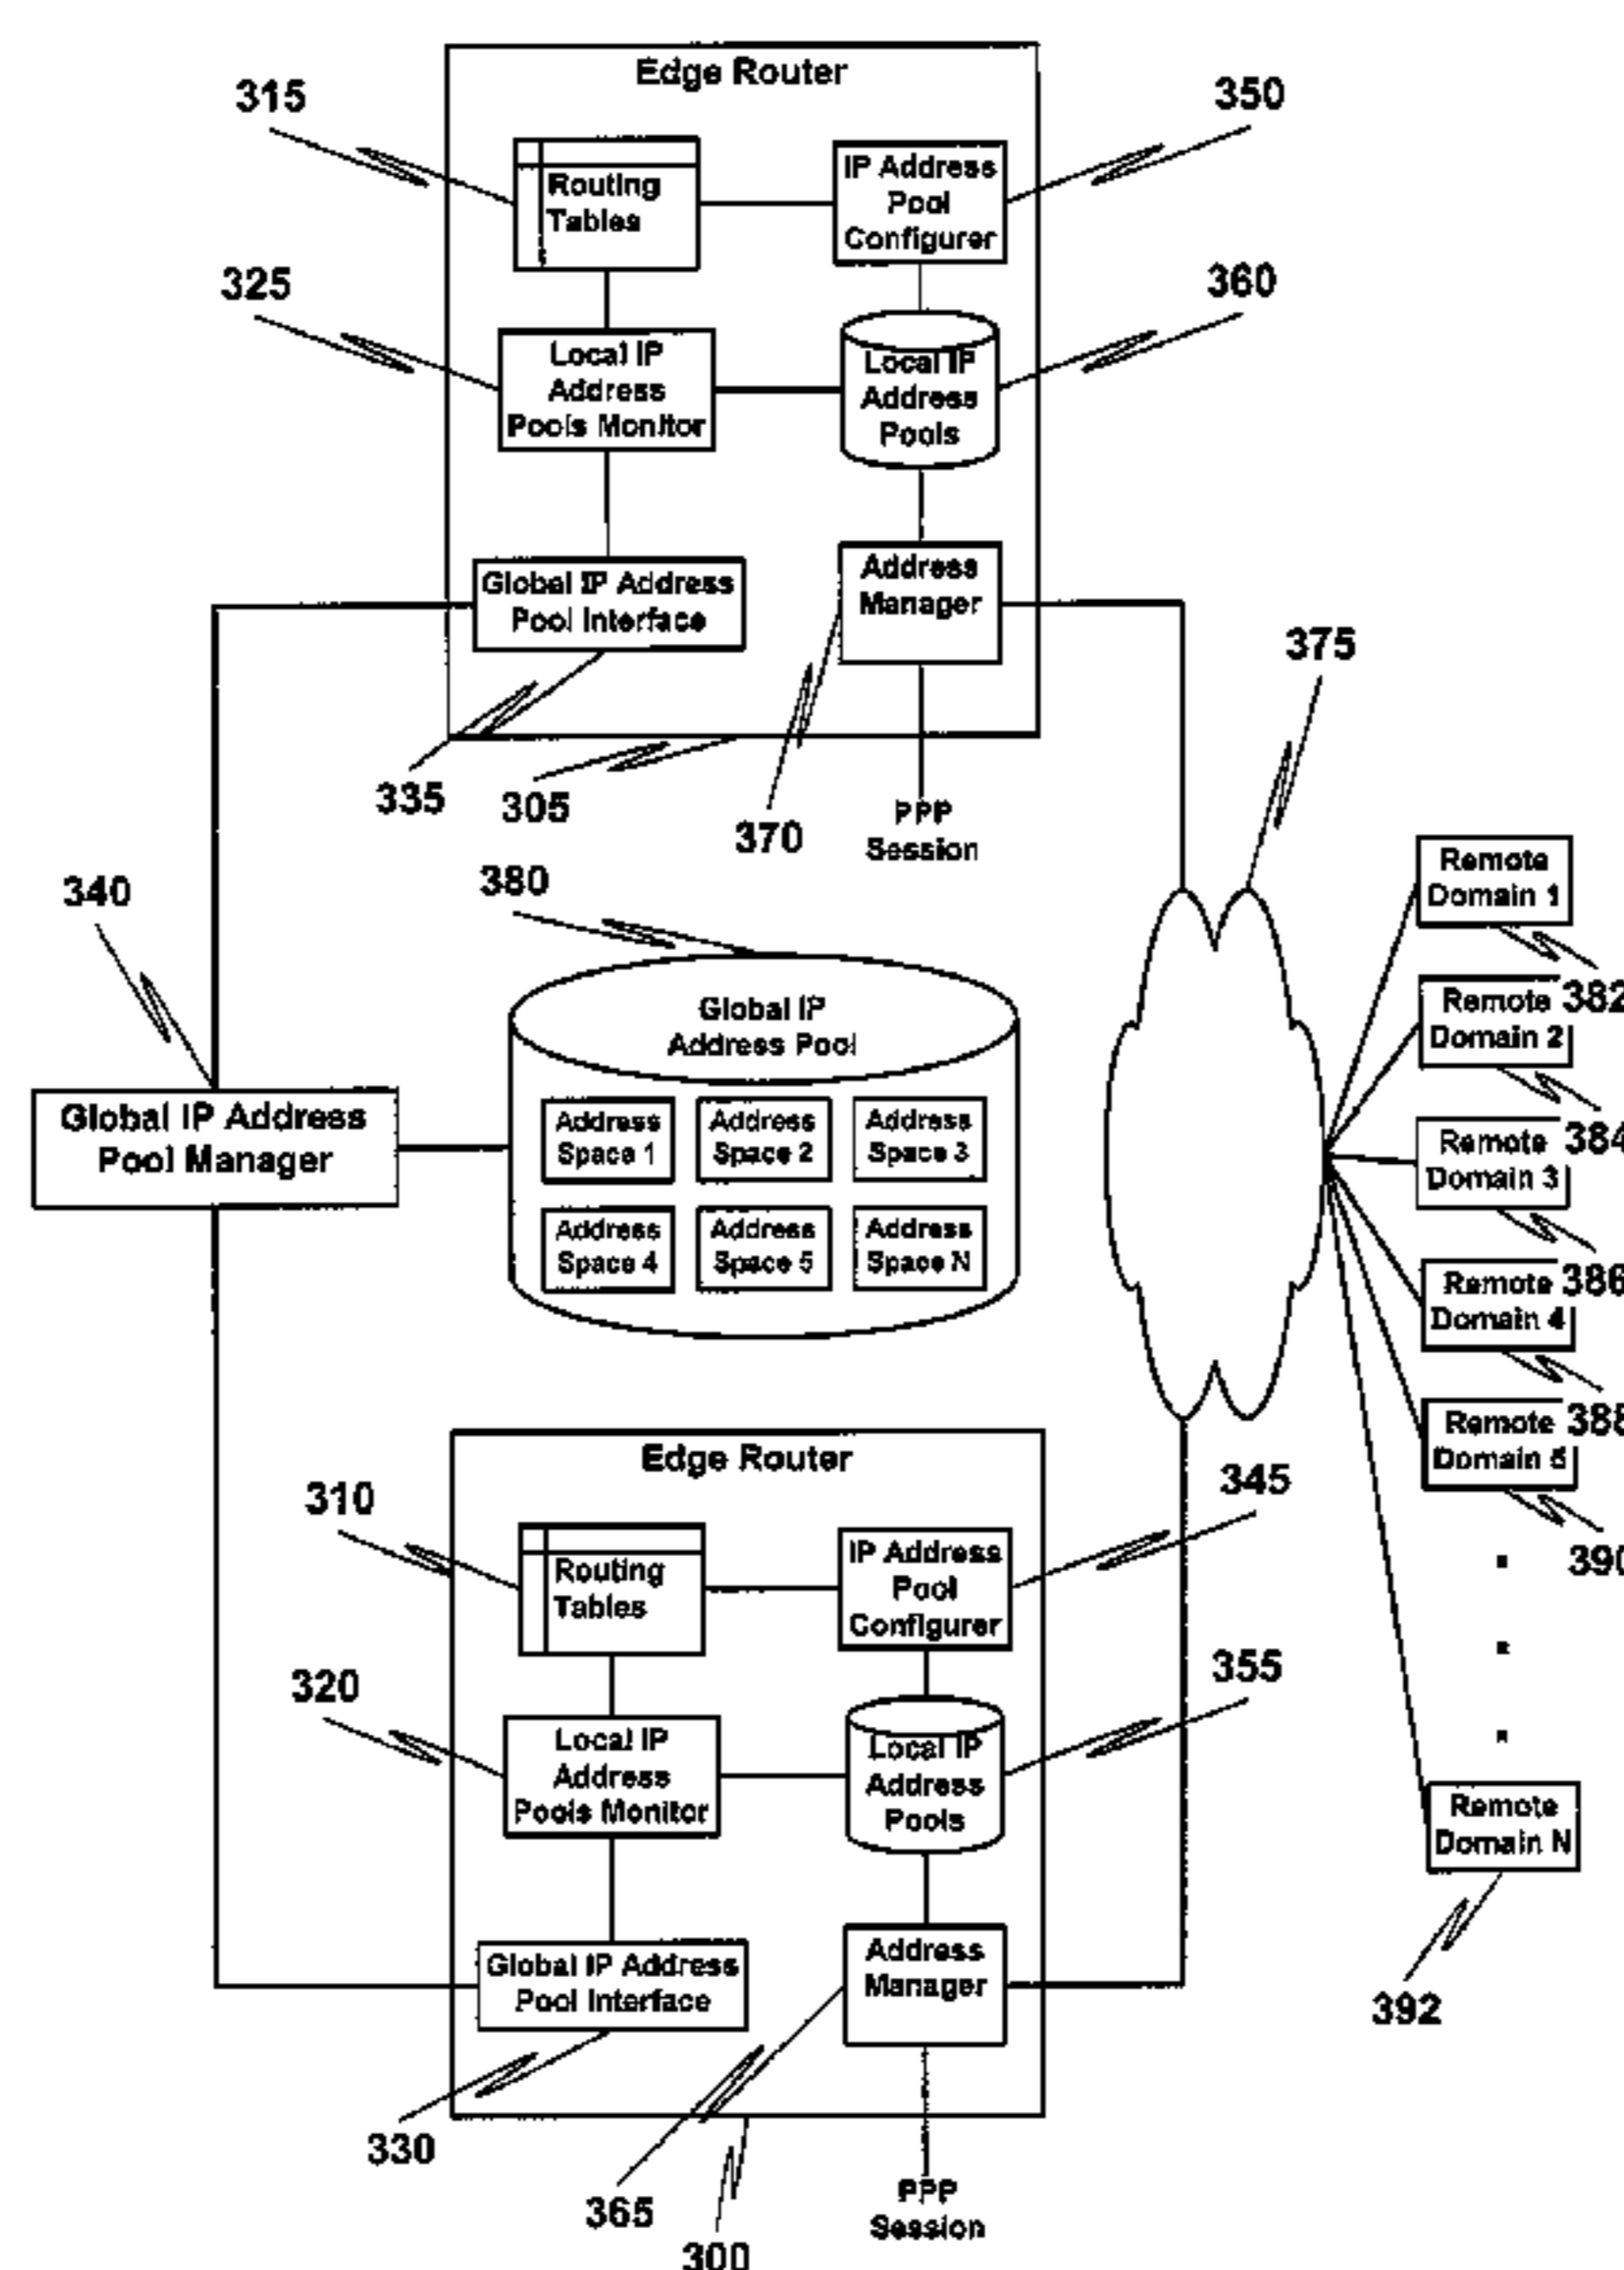 Edge Router
315
350
Routing
Tables
IP Address
Pool
Configurer
325
360
Local IP
Address
Pools Monitor
Local IP
Address
Pools
Global IP Address
Pool Interface
Address
Manager
375
335
305
370
PPP
Session
340
380
Global IP Address
Pool Manager
Global IP
Address Pool
Address
Space 1
Address
Space 2
Address
Space 3
Address
Space 4
Address
Space 5
Address
Space N
Remote
Domain 1
382
Remote
Domain 2
384
Remote
Domain 3
386
Remote
Domain 4
388
Remote
Domain 5
390
Remote
Domain N
392
Edge Router
310
345
Routing
Tables
IP Address
Pool
Configurer
320
355
Local IP
Address
Pools Monitor
Local IP
Address
Pools
Global IP Address
Pool Interface
Address
Manager
330
365
300
PPP
Session